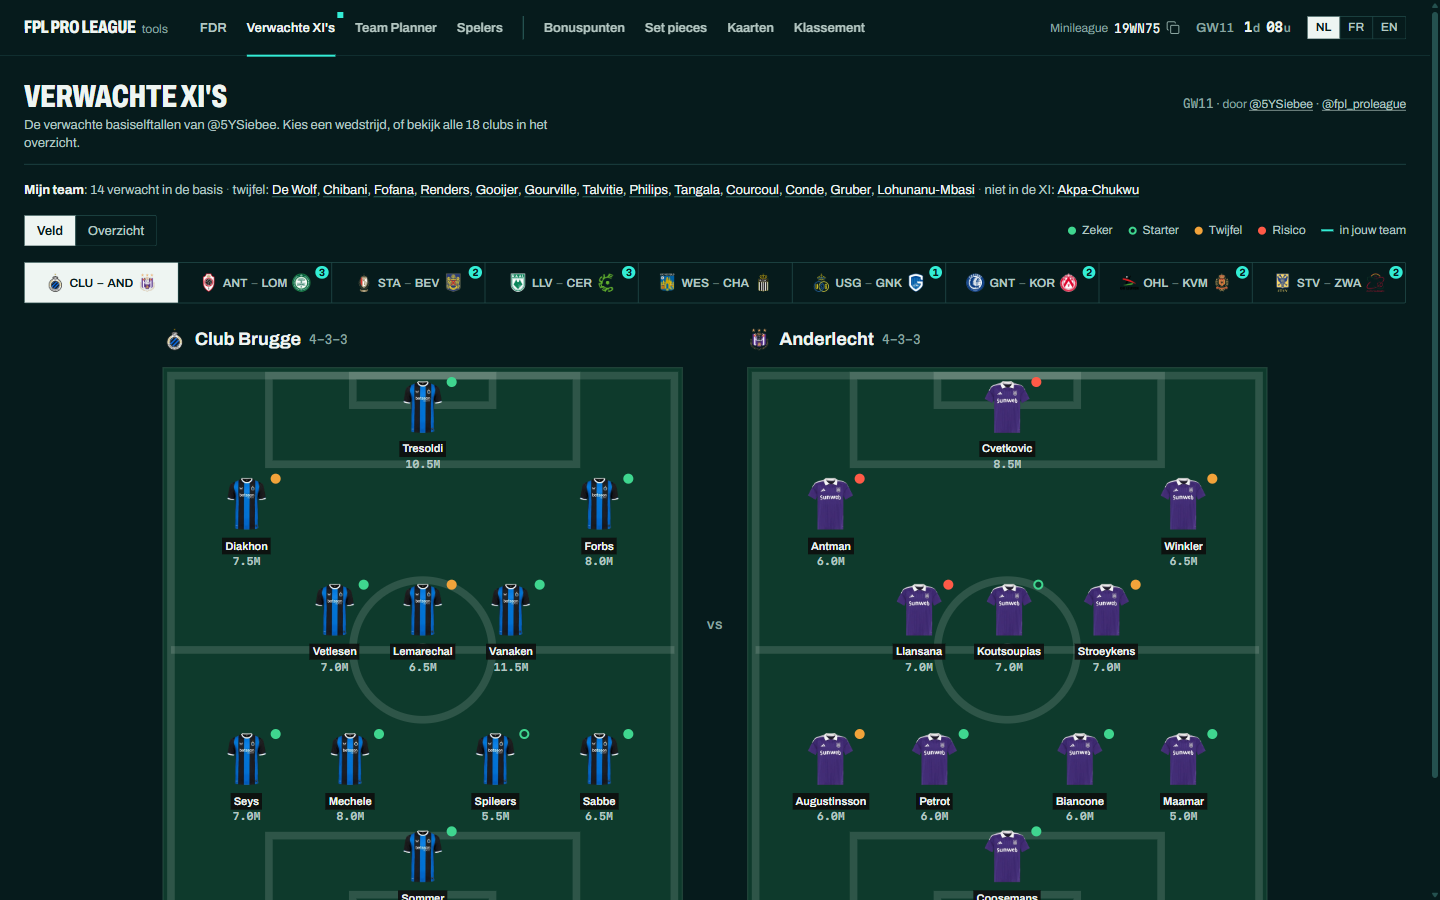 FPL PRO LEAGUE tools FDR Verwachte XI's Team Planner Spelers Bonuspunten Set pieces Kaarten Klassement Minileague 19WN75 GW11 1d 08u NL FR EN
VERWACHTE XI'S
GW11 · door @5YSiebee · @fpl_proleague
De verwachte basiselftallen van @5YSiebee. Kies een wedstrijd, of bekijk alle 18 clubs in het
overzicht.
Mijn team: 14 verwacht in de basis · twijfel: De Wolf, Chibani, Fofana, Renders, Gooijer, Gourville, Talvitie, Philips, Tangala, Courcoul, Conde, Gruber, Lohunanu-Mbasi · niet in de XI: Akpa-Chukwu
Veld Overzicht Zeker Starter Twijfel Risico in jouw team
CLU – AND ANT – LOM 3 STA – BEV 2 LLV – CER 3 WES – CHA USG – GNK 1 GNT – KOR 2 OHL – KVM 2 STV – ZWA 2
Club Brugge 4-3-3
Tresoldi
10.5M
Diakhon Forbs
7.5M 8.0M
Vetlesen Lemarechal Vanaken
7.0M 6.5M 11.5M
Seys Mechele Spileers Sabbe
7.0M 8.0M 5.5M 6.5M
Sommer
VS
Anderlecht 4-3-3
Cvetkovic
8.5M
Antman Winkler
6.0M 6.5M
Llansana Koutsoupias Stroeykens
7.0M 7.0M 7.0M
Augustinsson Petrot Biancone Maamar
6.0M 6.0M 6.0M 5.0M
Coosemans